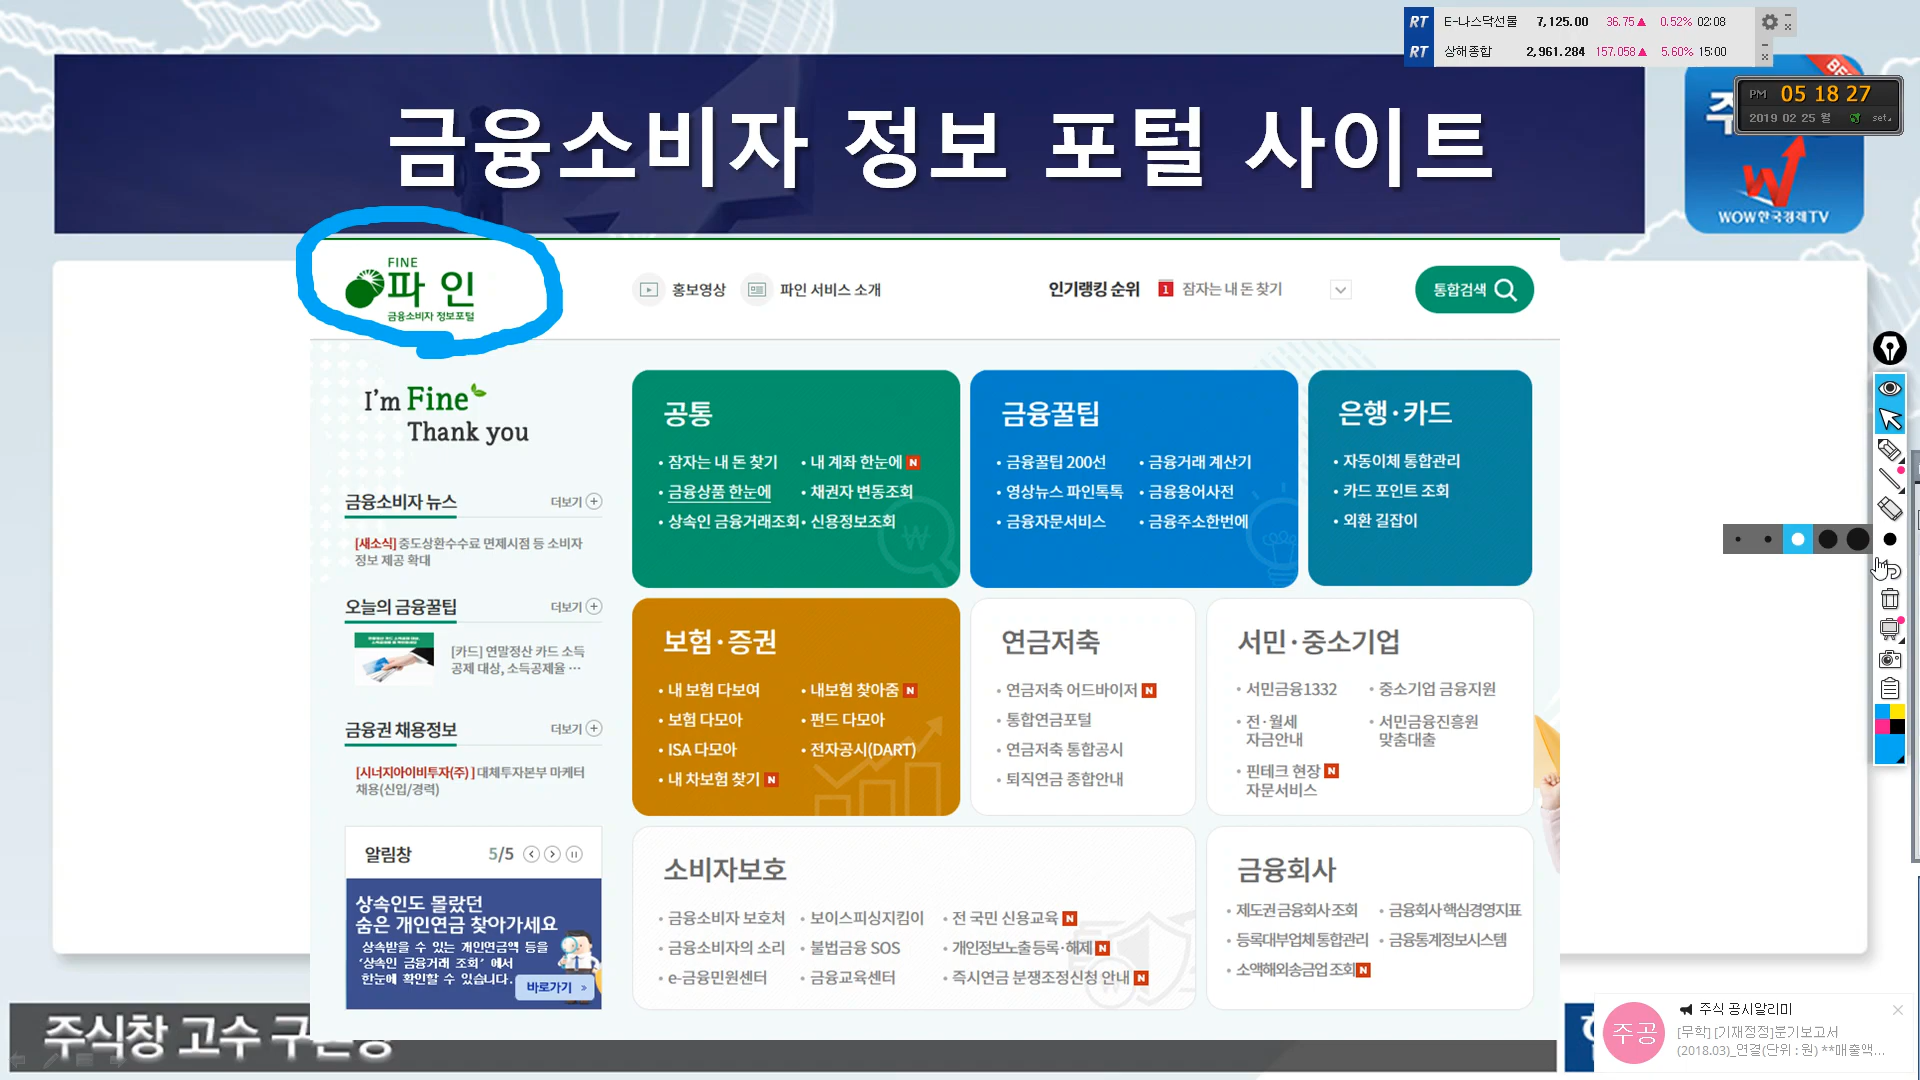 RT E-나스닥선물 7,125.00 36.75▲ 0.52% 02:08
RT 상해종합 2,961.284 157.058▲ 5.60% 15:00
PM 05 18 27
2019 02 25 월 set
WOW한국경제TV
금융소비자 정보 포털 사이트
FINE
파인
금융소비자 정보포털
홍보영상
파인 서비스 소개
인기랭킹 순위 1 잠자는 내 돈 찾기
통합검색
I'm Fine
Thank you
금융소비자 뉴스 더보기
[새소식] 중도상환수수료 면제시점 등 소비자
정보 제공 확대
오늘의 금융꿀팁 더보기
[카드] 연말정산 카드 소득
공제 대상, 소득공제율 ···
금융권 채용정보 더보기
[시너지아이비투자(주)] 대체투자본부 마케터
채용(신입/경력)
알림창 5/5
상속인도 몰랐던
숨은 개인연금 찾아가세요
상속받을 수 있는 개인연금액 등을
'상속인 금융거래 조회' 에서
한눈에 확인할 수 있습니다.
바로가기 »
공통
• 잠자는 내 돈 찾기 • 내 계좌 한눈에 N
• 금융상품 한눈에 • 채권자 변동조회
• 상속인 금융거래조회 • 신용정보조회
금융꿀팁
• 금융꿀팁 200선 • 금융거래 계산기
• 영상뉴스 파인톡톡 • 금융용어사전
• 금융자문서비스 • 금융주소한번에
은행·카드
• 자동이체 통합관리
• 카드 포인트 조회
• 외환 길잡이
보험·증권
• 내 보험 다보여 • 내보험 찾아줌 N
• 보험 다모아 • 펀드 다모아
• ISA 다모아 • 전자공시(DART)
• 내 차보험 찾기 N
연금저축
• 연금저축 어드바이저 N
• 통합연금포털
• 연금저축 통합공시
• 퇴직연금 종합안내
서민·중소기업
• 서민금융1332 • 중소기업 금융지원
• 전·월세
자금안내
• 서민금융진흥원
맞춤대출
• 핀테크 현장 N
자문서비스
소비자보호
• 금융소비자 보호처 • 보이스피싱지킴이 • 전 국민 신용교육 N
• 금융소비자의 소리 • 불법금융 SOS • 개인정보노출등록·해제 N
• e-금융민원센터 • 금융교육센터 • 즉시연금 분쟁조정신청 안내 N
금융회사
• 제도권 금융회사 조회 • 금융회사 핵심경영지표
• 등록대부업체 통합관리 • 금융통계정보시스템
• 소액해외송금업 조회 N
주식창 고수
주공
주식 공시알리미
[무학] [기재정정]분기보고서
(2018.03)_연결(단위 : 원) **매출액...